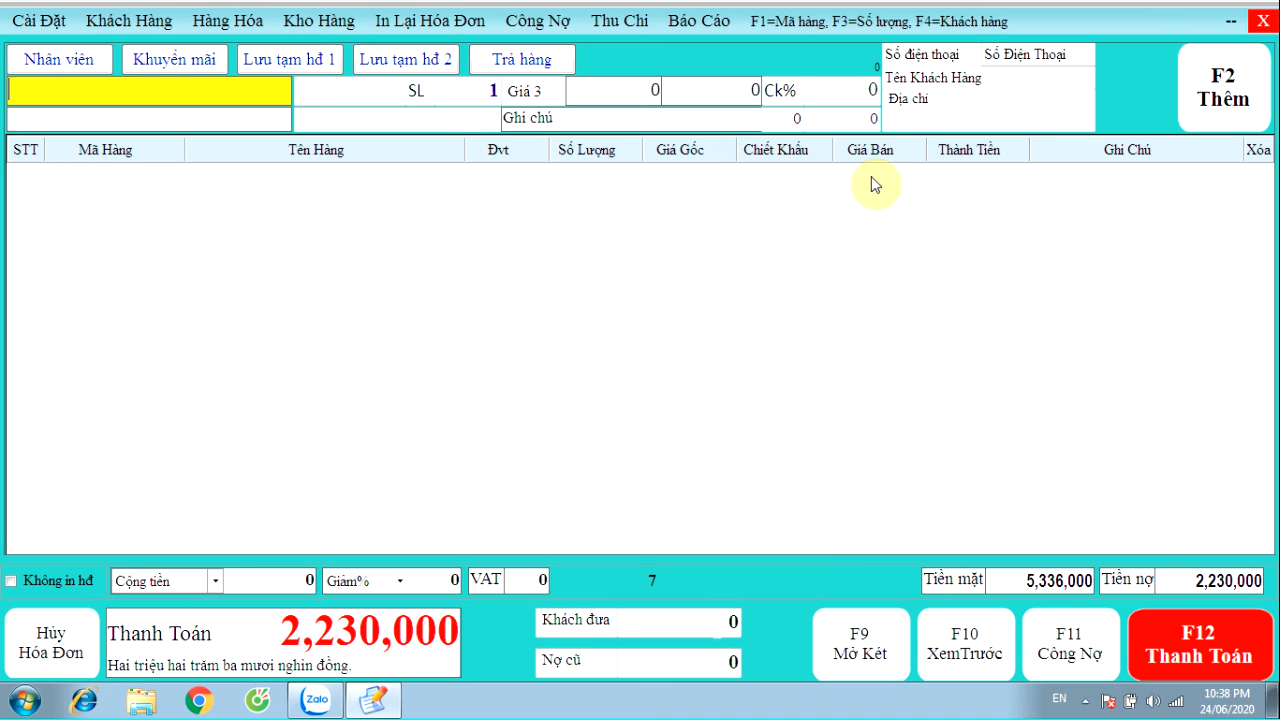 Cài Đặt Khách Hàng Hàng Hóa Kho Hàng In Lại Hóa Đơn Công Nợ Thu Chi Báo Cáo F1=Mã hàng, F3=Số lượng, F4=Khách hàng -- X
Nhân viên Khuyến mãi Lưu tạm hđ 1 Lưu tạm hđ 2 Trả hàng 0 Số điện thoại Số Điện Thoại
Tên Khách Hàng
SL 1 Giá 3 0 0 Ck% 0 Địa chỉ
Ghi chú 0 0
F2
Thêm
STT Mã Hàng Tên Hàng Đvt Số Lượng Giá Gốc Chiết Khấu Giá Bán Thành Tiền Ghi Chú Xóa
Không in hđ Cộng tiền 0 Giảm% 0 VAT 0 7 Tiền mặt 5,336,000 Tiền nợ 2,230,000
Hủy
Hóa Đơn
Thanh Toán 2,230,000
Hai triệu hai trăm ba mươi nghìn đồng.
Khách đưa 0
Nợ cũ 0
F9
Mở Két
F10
XemTrước
F11
Công Nợ
F12
Thanh Toán
Zalo
EN
10:38 PM
24/06/2020